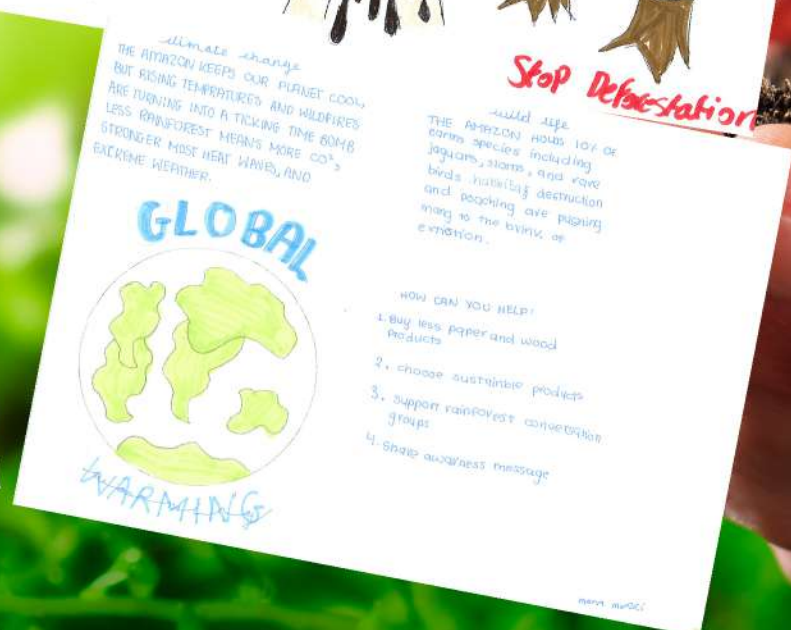 climate change
THE AMAZON KEEPS OUR PLANET COOL,
BUT RISING TEMPRATURES AND WILDFIRES
ARE TURNING INTO A TICKING TIME BOMB
LESS RAINFOREST MEANS MORE CO²,
STRONGER MOST HEAT WAVES, AND
EXTREME WEATHER.
GLOBAL
WARMING
Stop Deforestation
wild life
THE AMAZON HOLDS 10% OF
earths species including
jaguars, and rare
birds habitat destruction
and poaching are pushing
many to the brink of
HOW CAN YOU HELP?
1. Buy less paper and wood
products
2. choose sustainble products
3. support rainforest
groups
4. Share message